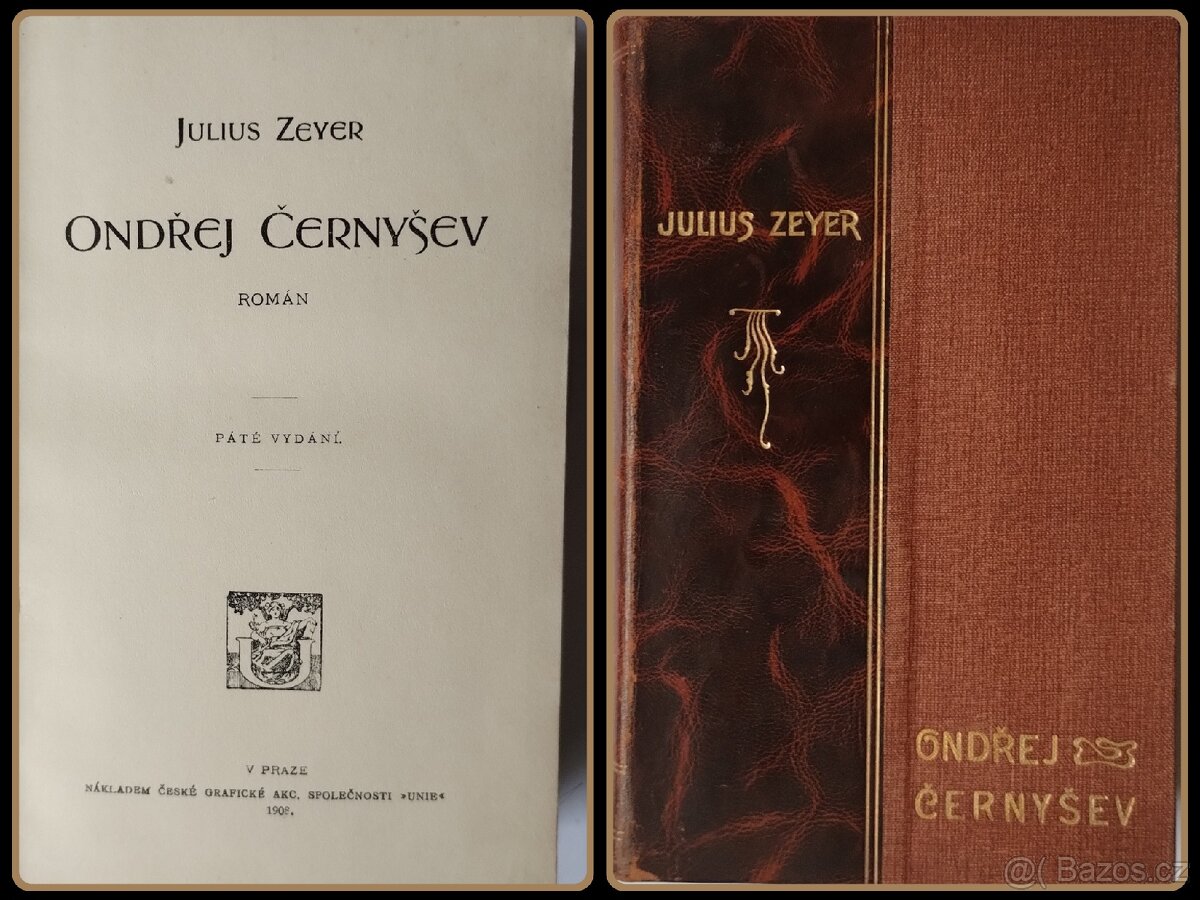 JULIUS ZEYER
ONDŘEJ ČERNYŠEV
ROMÁN
PÁTÉ VYDÁNÍ.
V PRAZE
NÁKLADEM ČESKÉ GRAFICKÉ AKC. SPOLEČNOSTI »UNIE«
JULIUS ZEYER
ONDŘEJ
ČERNYŠEV
@( Bazos.cz